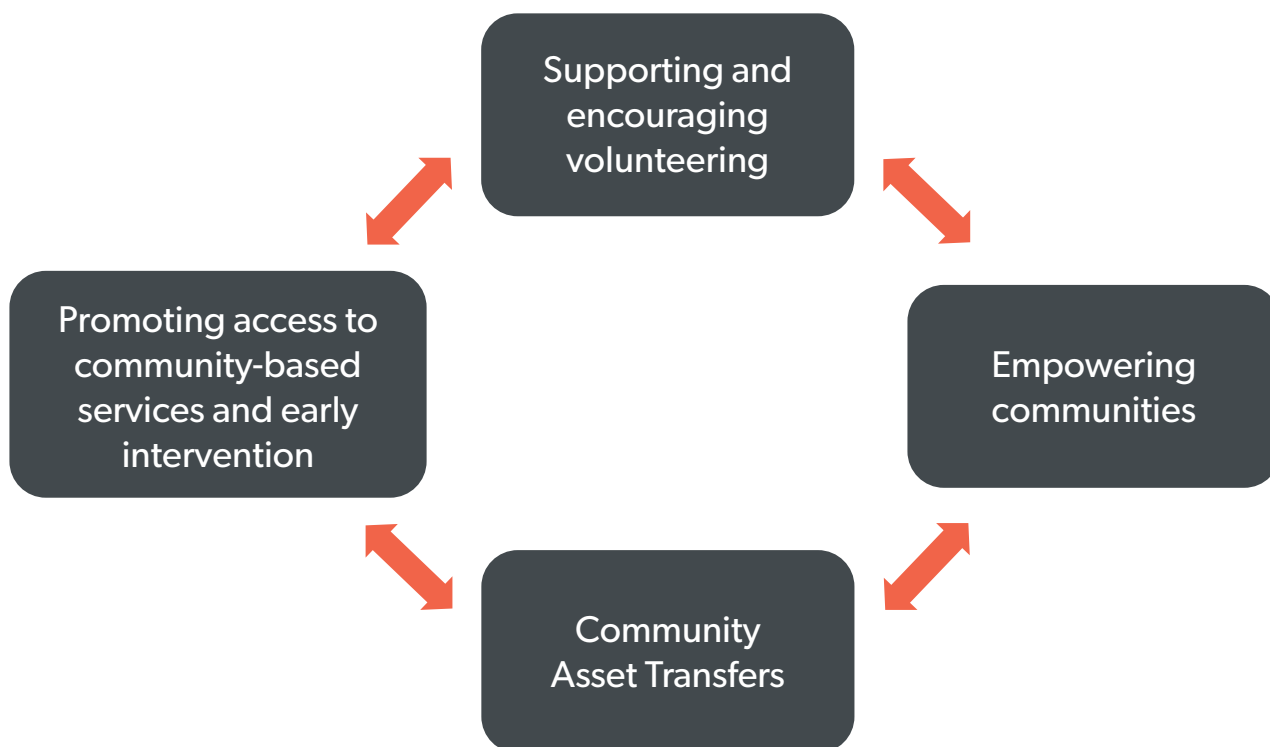 Supporting and
encouraging
volunteering
Promoting access to
community-based
services and early
intervention
Empowering
communities
Community
Asset Transfers